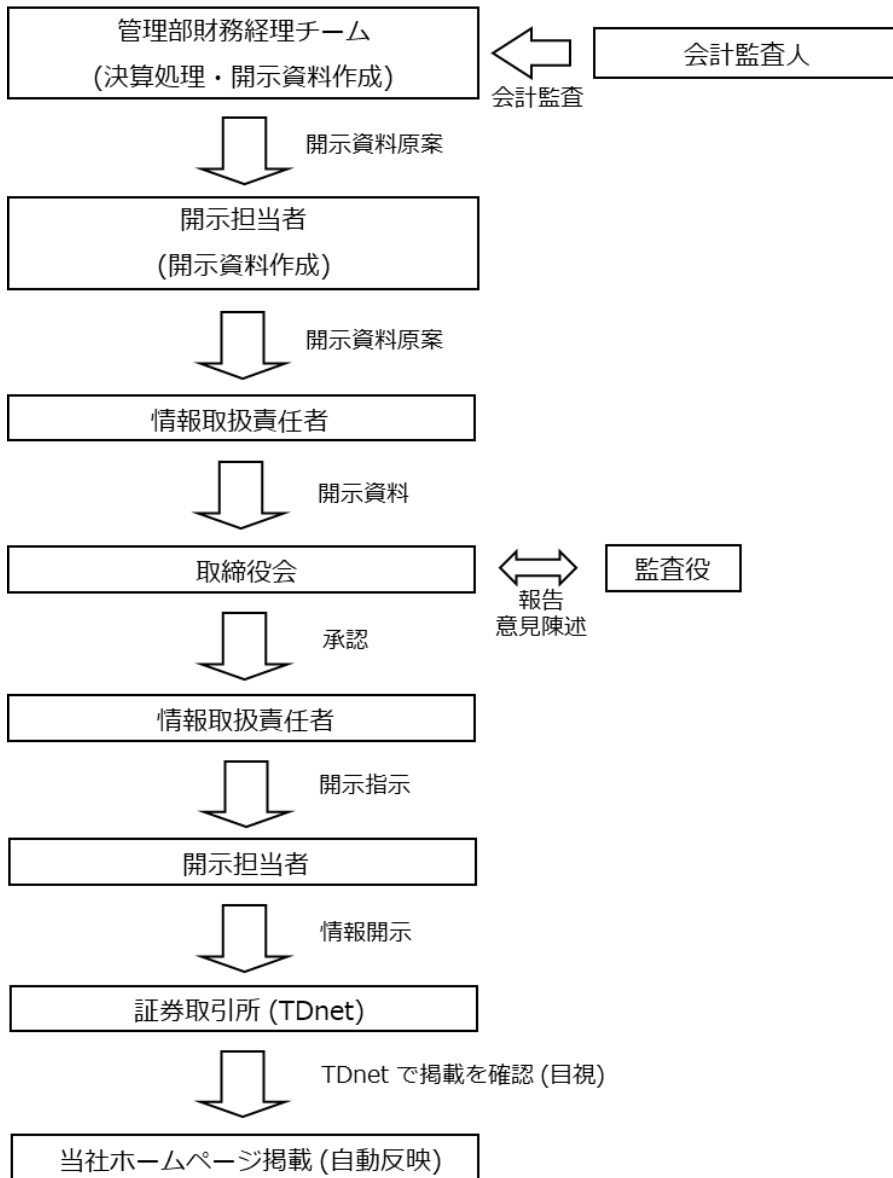 管理部財務経理チーム
(決算処理・開示資料作成)
会計監査人
会計監査
開示資料原案
開示担当者
(開示資料作成)
開示資料原案
情報取扱責任者
開示資料
取締役会
監査役
報告
意見陳述
承認
情報取扱責任者
開示指示
開示担当者
情報開示
証券取引所 (TDnet)
TDnet で掲載を確認 (目視)
当社ホームページ掲載 (自動反映)